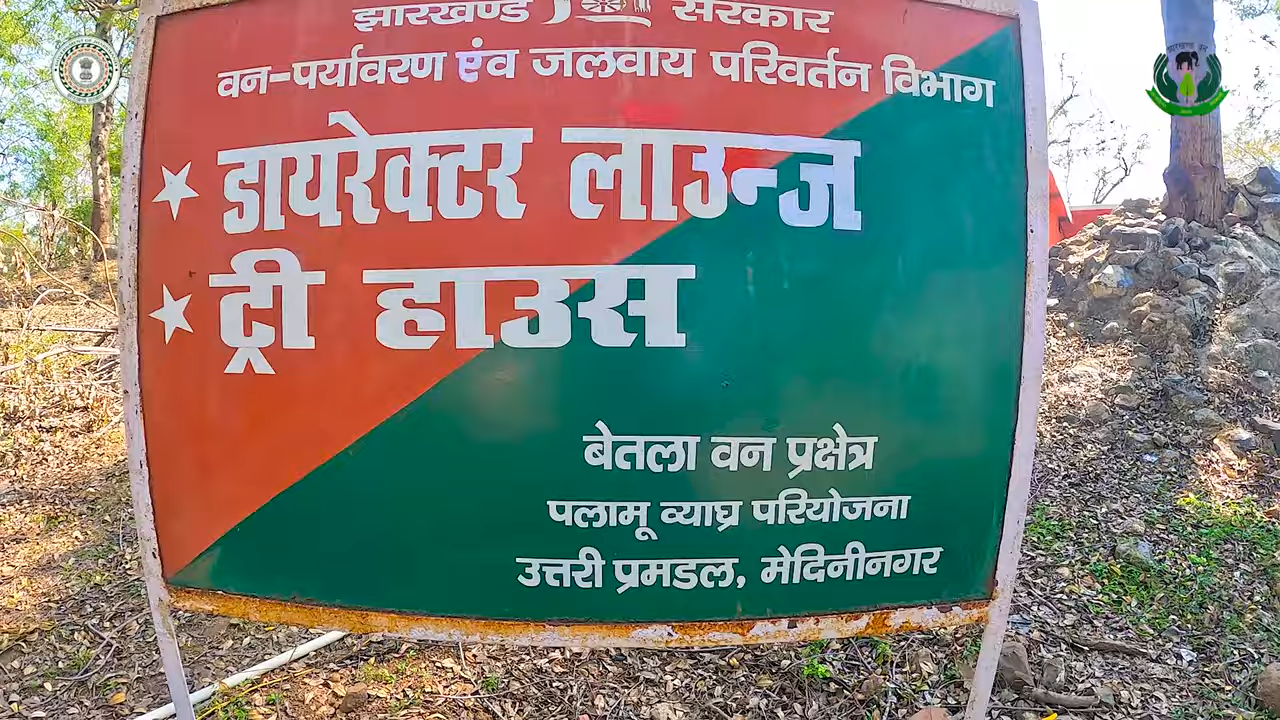 झारखण्ड सरकार
वन-पर्यावरण एंव जलवाय परिवर्तन विभाग
डायरेक्टर लाउन्ज
ट्री हाउस
बेतला वन प्रक्षेत्र
पलामू व्याघ्र परियोजना
उत्तरी प्रमडल, मेदिनीनगर